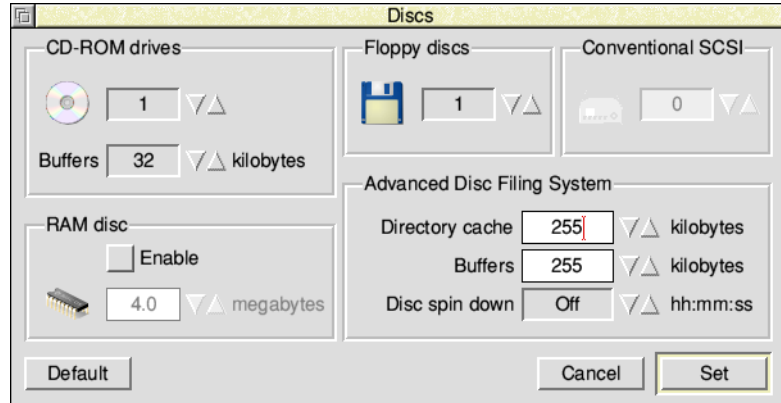 Discs
CD-ROM drives
1
Buffers 32 kilobytes
Floppy discs
1
Conventional SCSI
0
RAM disc
Enable
4.0 megabytes
Advanced Disc Filing System
Directory cache 255 kilobytes
Buffers 255 kilobytes
Disc spin down Off hh:mm:ss
Default Cancel Set